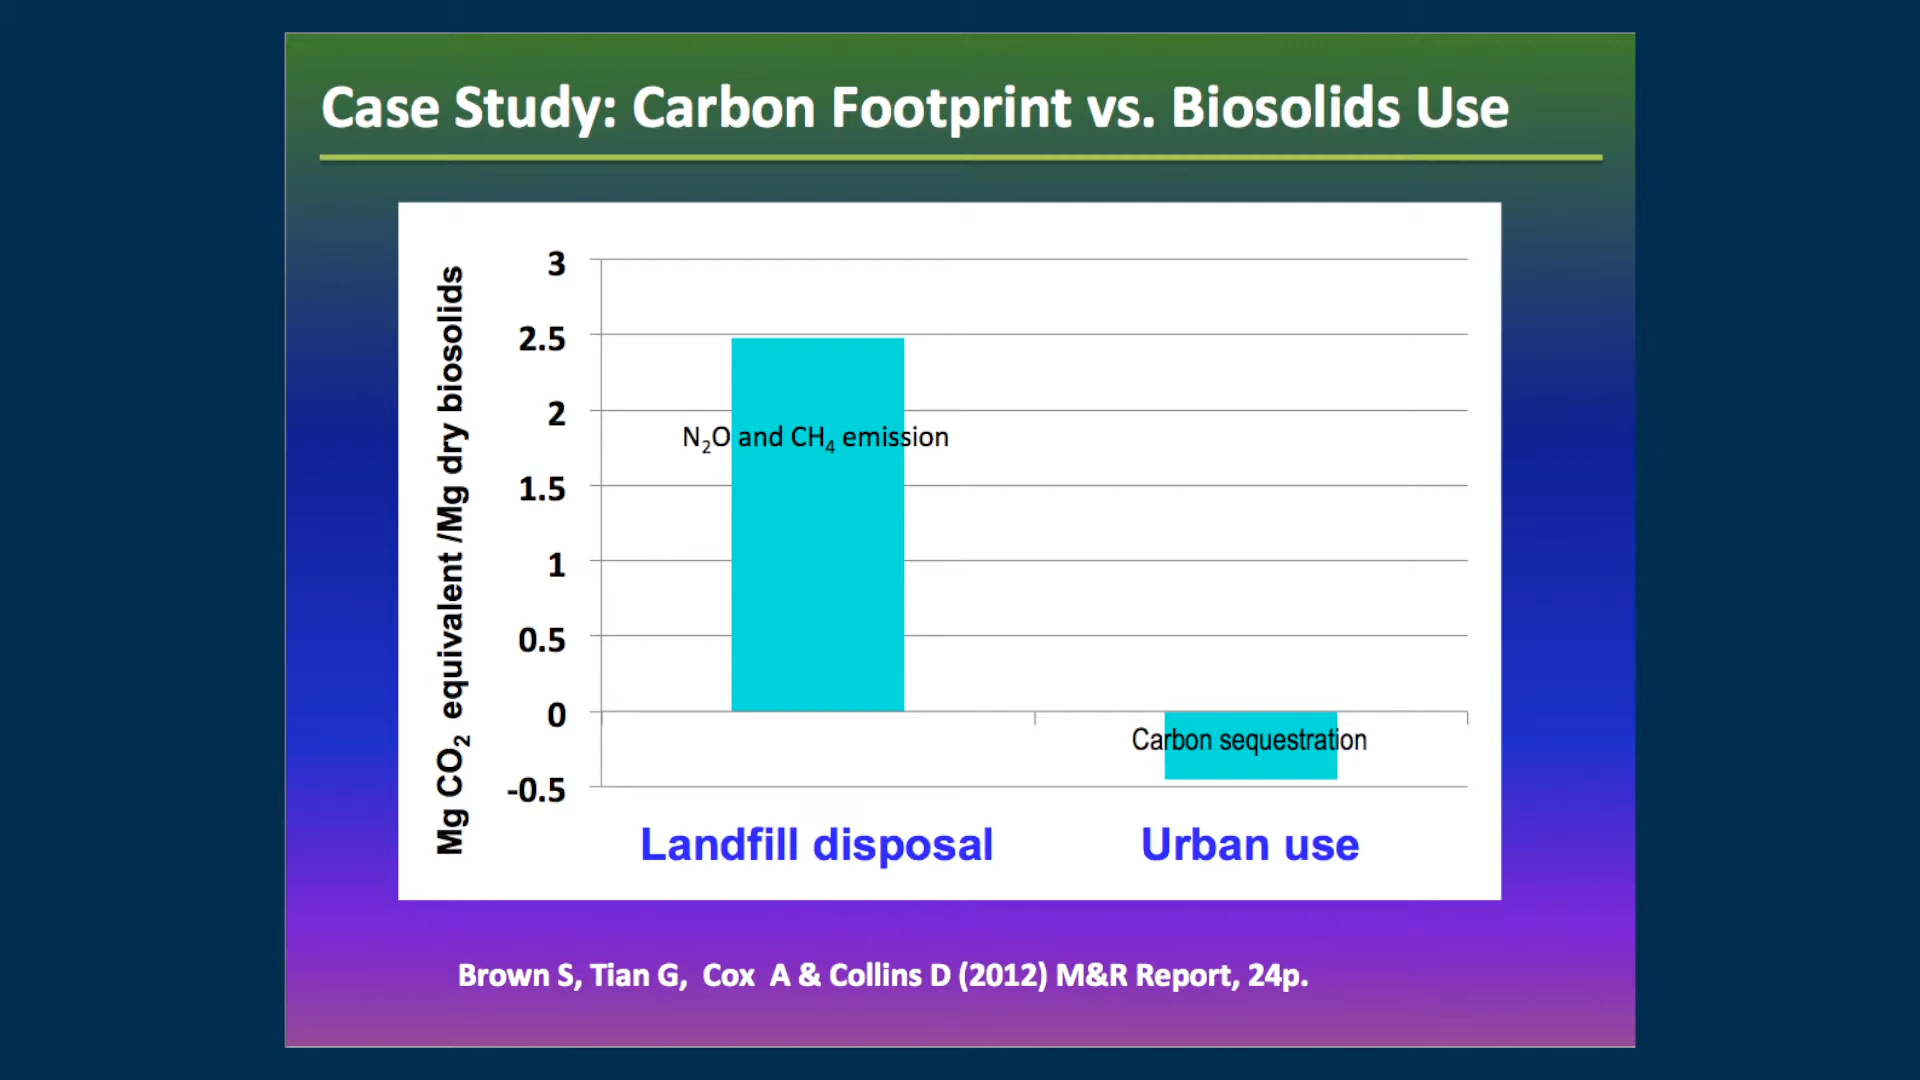 Case Study: Carbon Footprint vs. Biosolids Use
Mg CO₂ equivalent /Mg dry biosolids
3
2.5
2
1.5
1
0.5
0
-0.5
N₂O and CH₄ emission
Carbon sequestration
Landfill disposal
Urban use
Brown S, Tian G, Cox A & Collins D (2012) M&R Report, 24p.